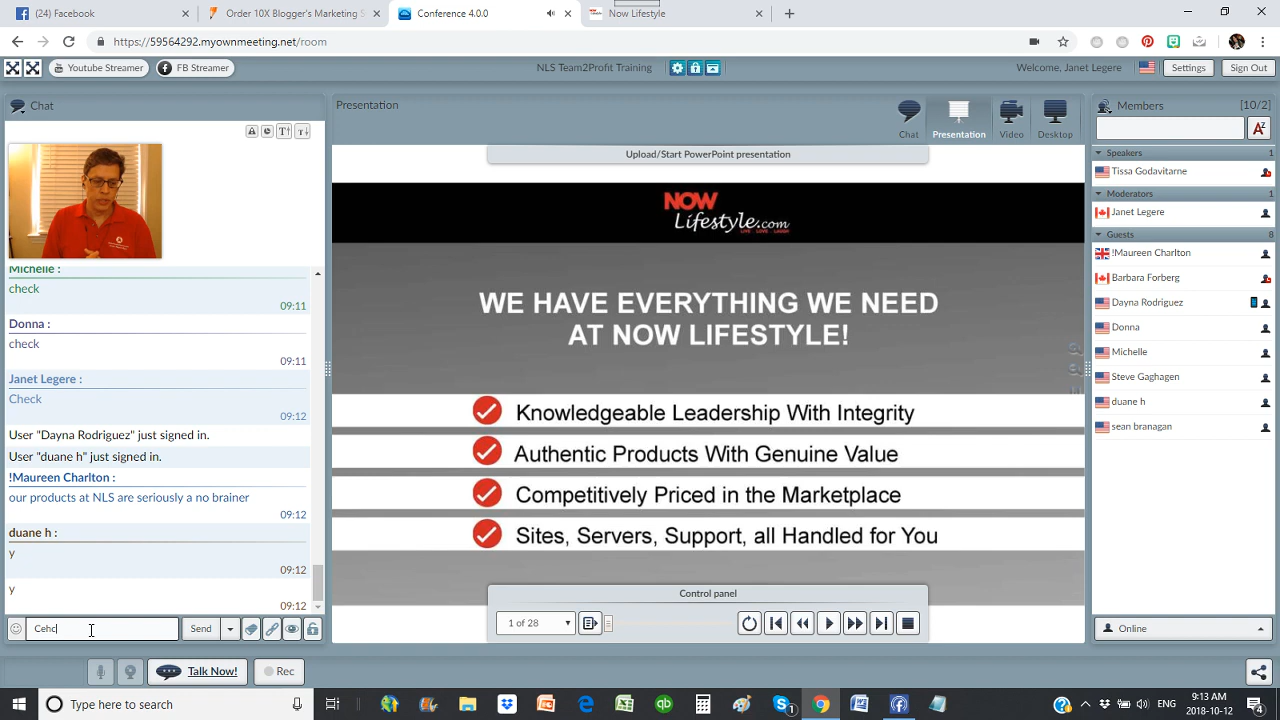 (24) Facebook
Order 10X Blogger's Marketing S
Conference 4.0.0
Now Lifestyle
https://59564292.myownmeeting.net/room
Youtube Streamer
FB Streamer
NLS Team2Profit Training
Welcome, Janet Legere
Settings
Sign Out
Chat
Presentation
Chat
Presentation
Video
Desktop
Members
[10/2]
Upload/Start PowerPoint presentation
Speakers 1
Tissa Godavitarne
Moderators 1
Janet Legere
Guests 8
!Maureen Charlton
Barbara Forberg
Dayna Rodriguez
Donna
Michelle
Steve Gaghagen
duane h
sean branagan
Online
Michelle :
check
09:11
Donna :
check
09:11
Janet Legere :
Check
09:12
User "Dayna Rodriguez" just signed in.
User "duane h" just signed in.
!Maureen Charlton :
our products at NLS are seriously a no brainer
09:12
duane h :
y
09:12
y
09:12
Cehc
Send
Talk Now!
Rec
NOW
Lifestyle.com
LIVE LOVE LAUGH
WE HAVE EVERYTHING WE NEED
AT NOW LIFESTYLE!
Knowledgeable Leadership With Integrity
Authentic Products With Genuine Value
Competitively Priced in the Marketplace
Sites, Servers, Support, all Handled for You
Control panel
1 of 28
Type here to search
9:13 AM
2018-10-12